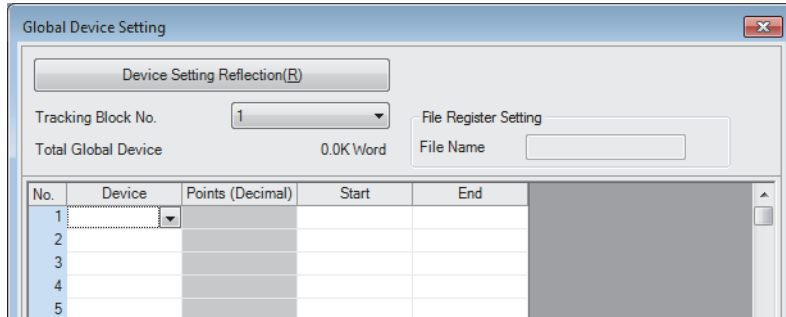 Global Device Setting
Device Setting Reflection(R)
Tracking Block No. 1 File Register Setting
Total Global Device 0.0K Word File Name
No. Device Points (Decimal) Start End
1
2
3
4
5